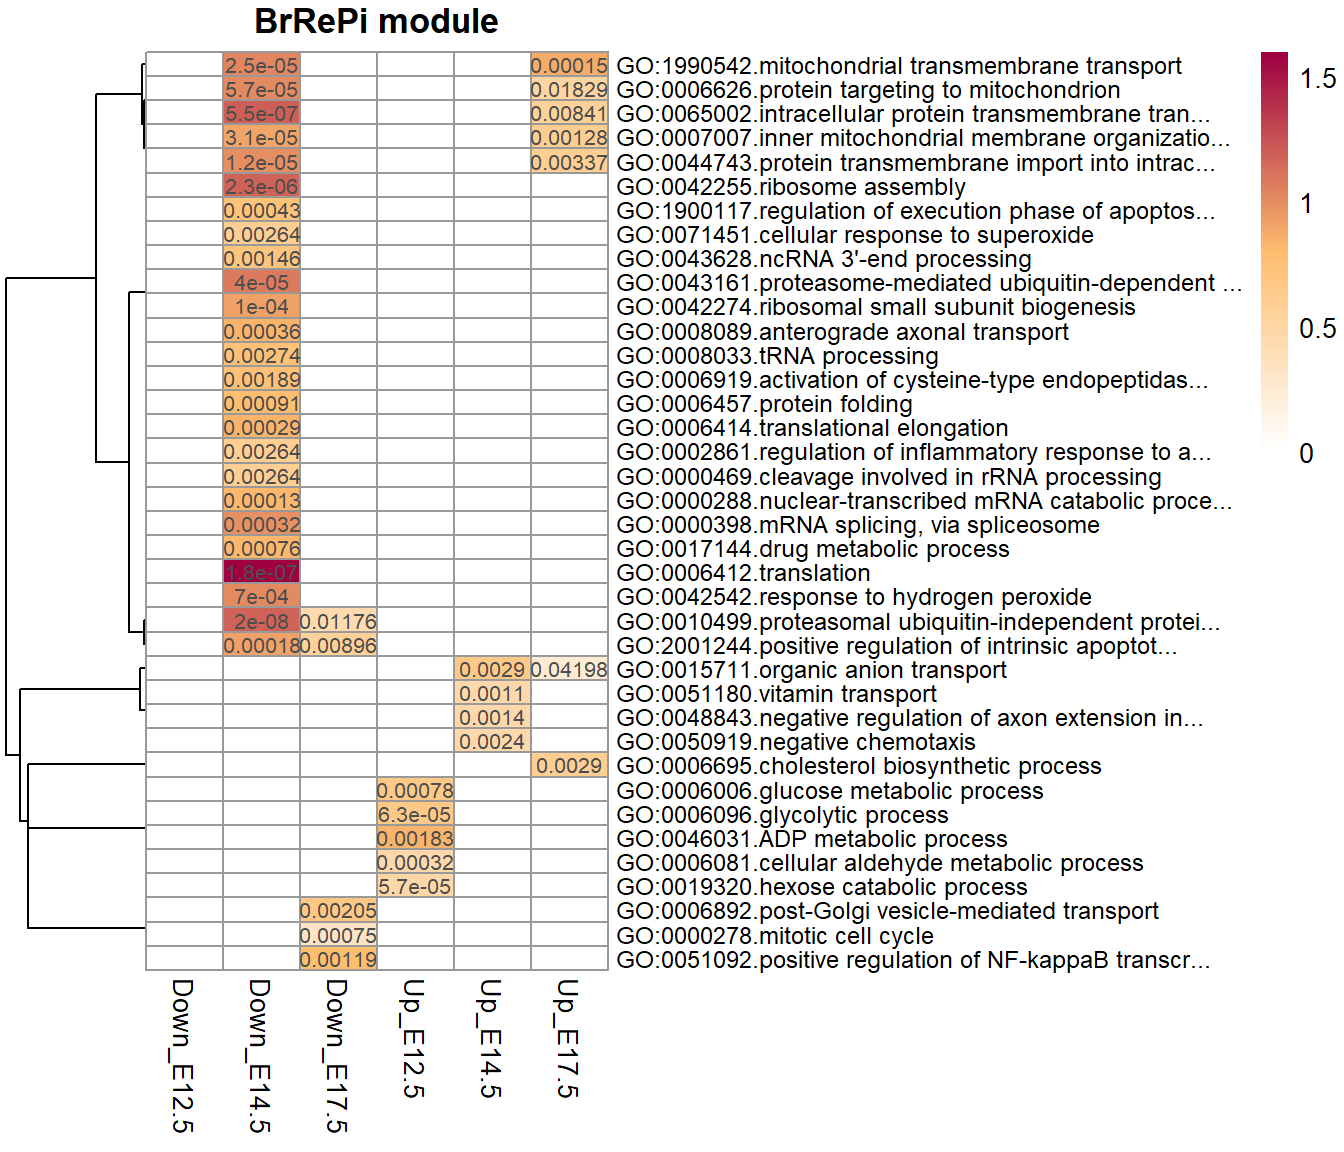 BrRePi module
2.5e-05 0.00015 GO:1990542.mitochondrial transmembrane transport
5.7e-05 0.01829 GO:0006626.protein targeting to mitochondrion
5.5e-07 0.00841 GO:0065002.intracellular protein transmembrane tran...
3.1e-05 0.00128 GO:0007007.inner mitochondrial membrane organizatio...
1.2e-05 0.00337 GO:0044743.protein transmembrane import into intrac...
2.3e-06 GO:0042255.ribosome assembly
0.00043 GO:1900117.regulation of execution phase of apoptos...
0.00264 GO:0071451.cellular response to superoxide
0.00146 GO:0043628.ncRNA 3'-end processing
4e-05 GO:0043161.proteasome-mediated ubiquitin-dependent ...
1e-04 GO:0042274.ribosomal small subunit biogenesis
0.00036 GO:0008089.anterograde axonal transport
0.00274 GO:0008033.tRNA processing
0.00189 GO:0006919.activation of cysteine-type endopeptidas...
0.00091 GO:0006457.protein folding
0.00029 GO:0006414.translational elongation
0.00264 GO:0002861.regulation of inflammatory response to a...
0.00264 GO:0000469.cleavage involved in rRNA processing
0.00013 GO:0000288.nuclear-transcribed mRNA catabolic proce...
0.00032 GO:0000398.mRNA splicing, via spliceosome
0.00076 GO:0017144.drug metabolic process
1.8e-07 GO:0006412.translation
7e-04 GO:0042542.response to hydrogen peroxide
2e-08 0.01176 GO:0010499.proteasomal ubiquitin-independent protei...
0.00018 0.00896 GO:2001244.positive regulation of intrinsic apoptot...
0.0029 0.04198 GO:0015711.organic anion transport
0.0011 GO:0051180.vitamin transport
0.0014 GO:0048843.negative regulation of axon extension in...
0.0024 GO:0050919.negative chemotaxis
0.0029 GO:0006695.cholesterol biosynthetic process
0.00078 GO:0006006.glucose metabolic process
6.3e-05 GO:0006096.glycolytic process
0.00183 GO:0046031.ADP metabolic process
0.00032 GO:0006081.cellular aldehyde metabolic process
5.7e-05 GO:0019320.hexose catabolic process
0.00205 GO:0006892.post-Golgi vesicle-mediated transport
0.00075 GO:0000278.mitotic cell cycle
0.00119 GO:0051092.positive regulation of NF-kappaB transcr...
Down_E12.5
Down_E14.5
Down_E17.5
Up_E12.5
Up_E14.5
Up_E17.5
1.5
1
0.5
0